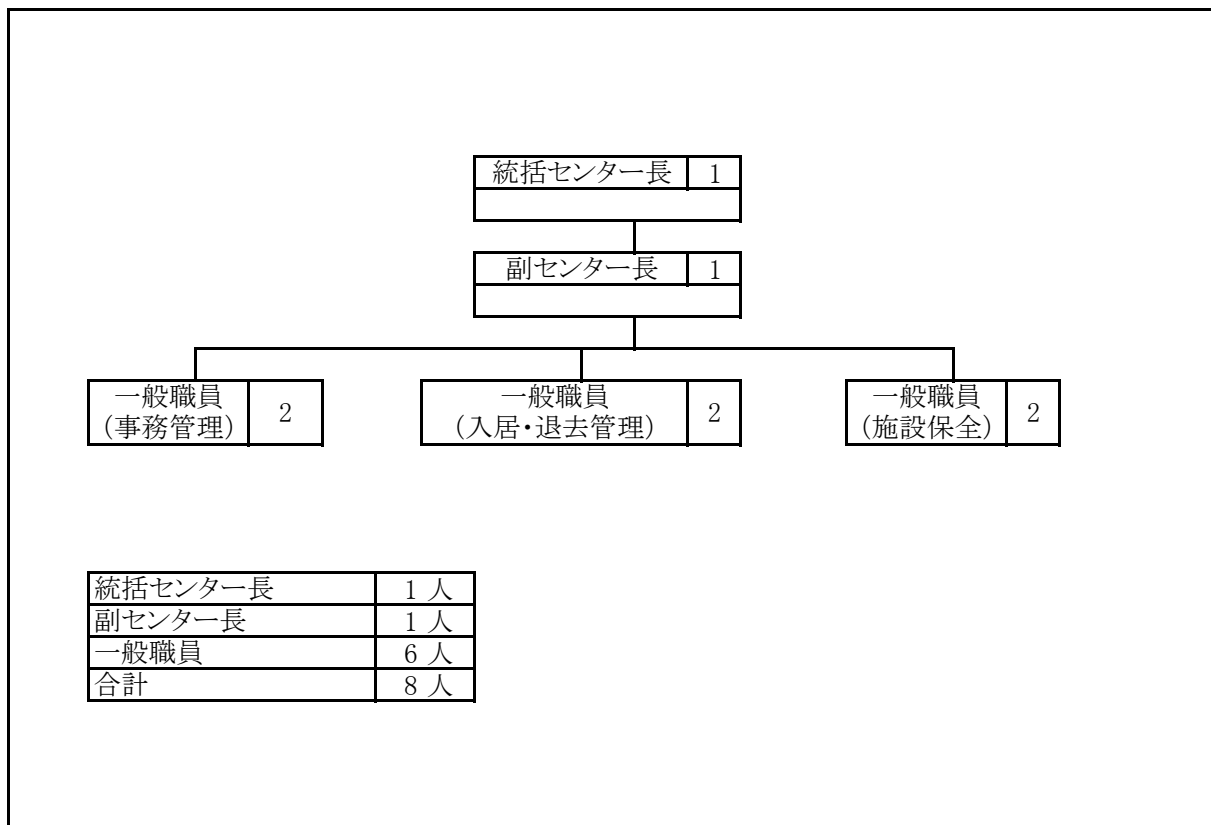 統括センター長 1
副センター長 1
一般職員
(事務管理) 2
一般職員
(入居・退去管理) 2
一般職員
(施設保全) 2
統括センター長 1 人
副センター長 1 人
一般職員 6 人
合計 8 人